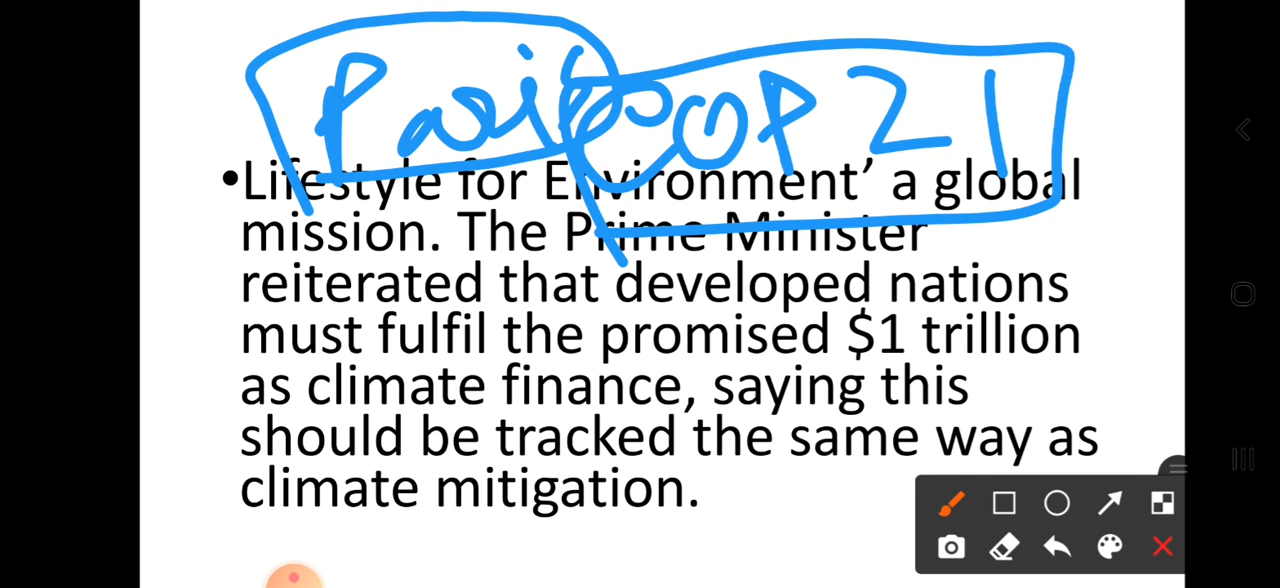 Paris COP 21
•Lifestyle for Environment’ a global
mission. The Prime Minister
reiterated that developed nations
must fulfil the promised $1 trillion
as climate finance, saying this
should be tracked the same way as
climate mitigation.